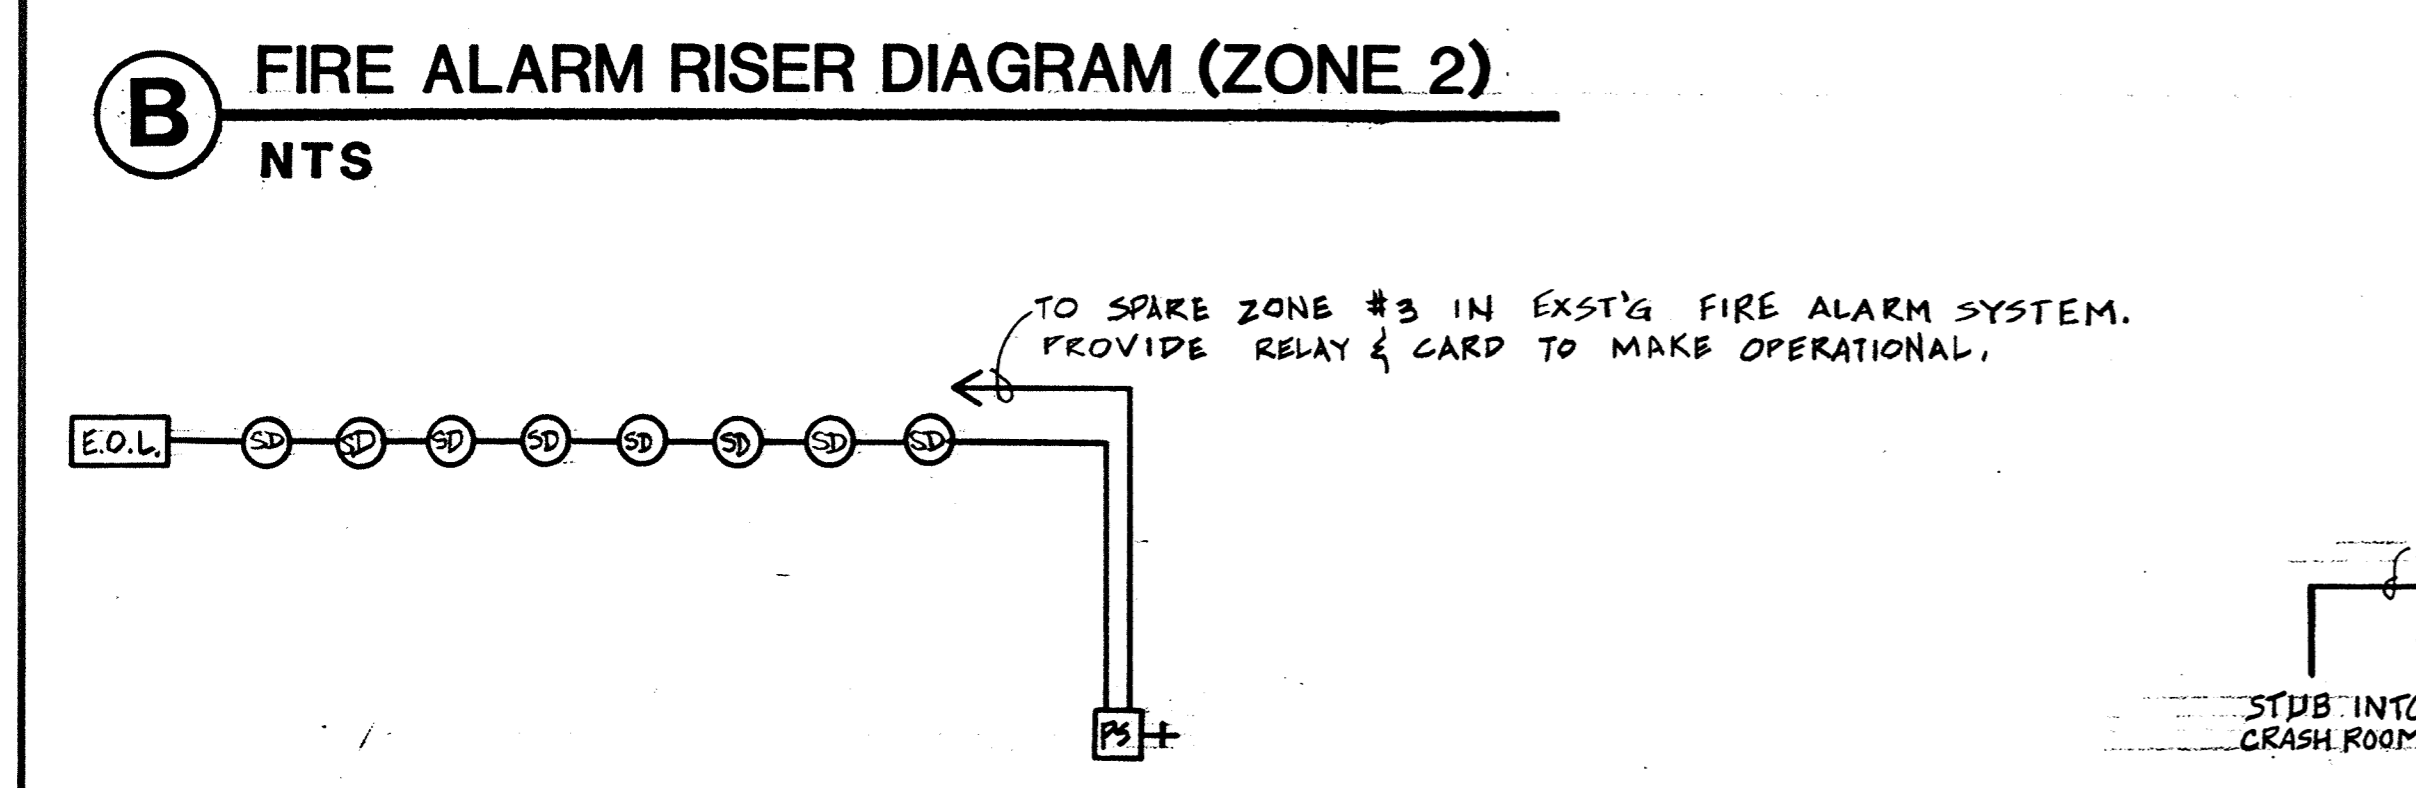 B
FIRE ALARM RISER DIAGRAM (ZONE 2)
NTS
TO SPARE ZONE #3 IN EXST'G FIRE ALARM SYSTEM.
PROVIDE RELAY & CARD TO MAKE OPERATIONAL.
E.O.L. SD SD SD SD SD SD SD SD
PS
STUB INTO
CRASH ROOM